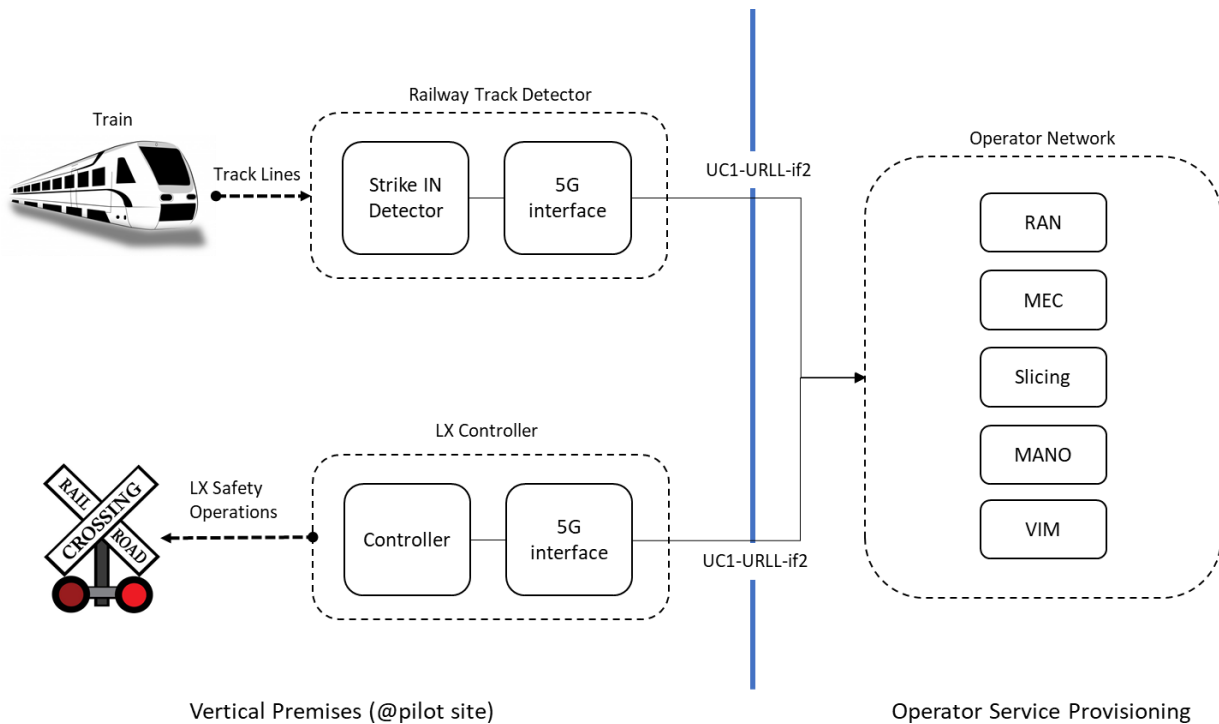 Railway Track Detector
Train
Operator Network
Track Lines
Strike IN
Detector
5G
interface
UC1-URLL-if2
RAN
MEC
Slicing
MANO
VIM
LX Controller
LX Safety
Operations
RAIL
ROAD
CROSSING
Controller
5G
interface
UC1-URLL-if2
Vertical Premises (@pilot site)
Operator Service Provisioning